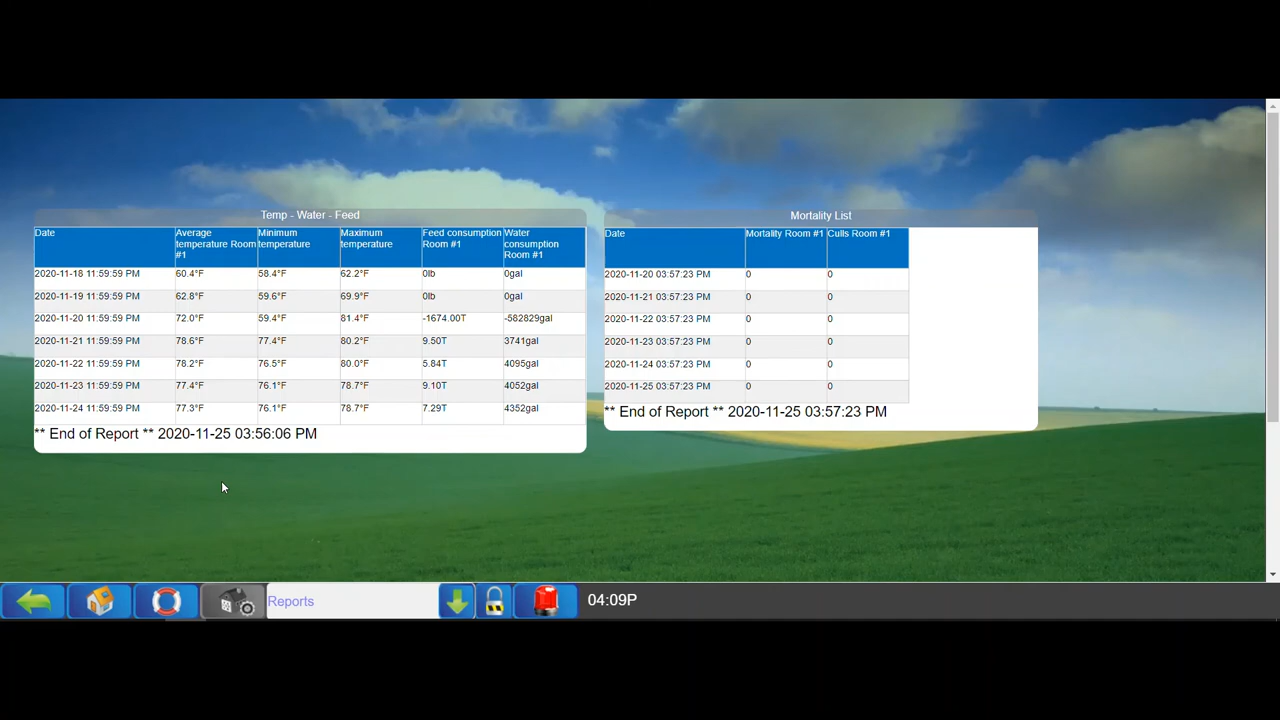 Temp - Water - Feed
Date Average temperature Room #1 Minimum temperature Maximum temperature Feed consumption Room #1 Water consumption Room #1
2020-11-18 11:59:59 PM 60.4°F 58.4°F 62.2°F 0lb 0gal
2020-11-19 11:59:59 PM 62.8°F 59.6°F 69.9°F 0lb 0gal
2020-11-20 11:59:59 PM 72.0°F 59.4°F 81.4°F -1674.00T -582829gal
2020-11-21 11:59:59 PM 78.6°F 77.4°F 80.2°F 9.50T 3741gal
2020-11-22 11:59:59 PM 78.2°F 76.5°F 80.0°F 5.84T 4095gal
2020-11-23 11:59:59 PM 77.4°F 76.1°F 78.7°F 9.10T 4052gal
2020-11-24 11:59:59 PM 77.3°F 76.1°F 78.7°F 7.29T 4352gal
** End of Report ** 2020-11-25 03:56:06 PM
Mortality List
Date Mortality Room #1 Culls Room #1
2020-11-20 03:57:23 PM 0 0
2020-11-21 03:57:23 PM 0 0
2020-11-22 03:57:23 PM 0 0
2020-11-23 03:57:23 PM 0 0
2020-11-24 03:57:23 PM 0 0
2020-11-25 03:57:23 PM 0 0
** End of Report ** 2020-11-25 03:57:23 PM
Reports
04:09P